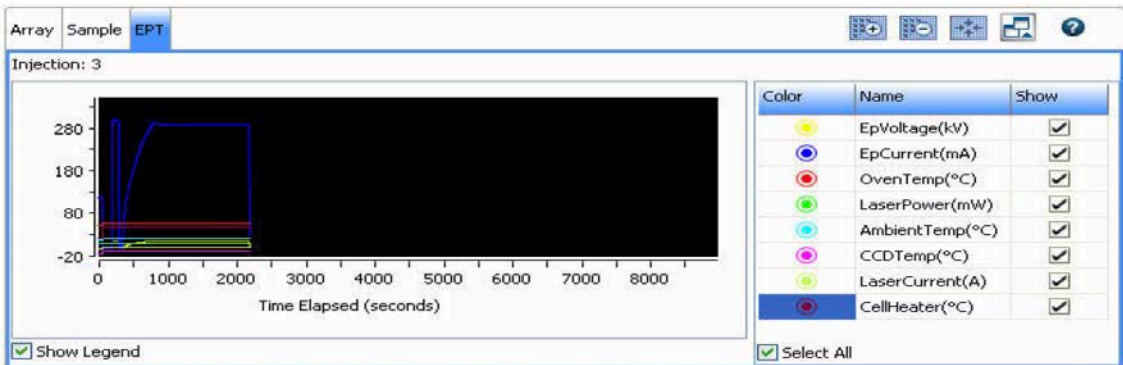 Array Sample EPT
Injection: 3
280
180
80
-20
0 1000 2000 3000 4000 5000 6000 7000 8000
Time Elapsed (seconds)
Show Legend
Color Name Show
EpVoltage(kV)
EpCurrent(mA)
OvenTemp(°C)
LaserPower(mW)
AmbientTemp(°C)
CCDTemp(°C)
LaserCurrent(A)
CellHeater(°C)
Select All